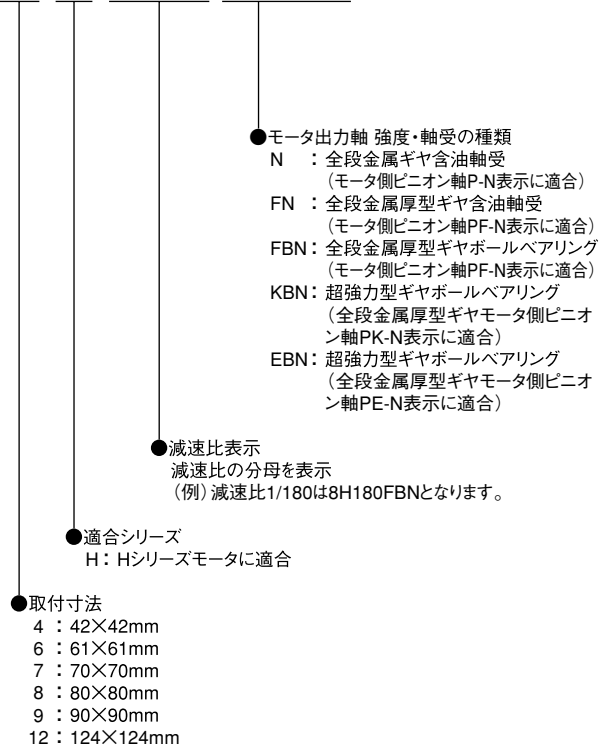 ●モータ出力軸 強度・軸受の種類
N ：全段金属ギヤ含油軸受
（モータ側ピニオン軸P-N表示に適合）
FN ：全段金属厚型ギヤ含油軸受
（モータ側ピニオン軸PF-N表示に適合）
FBN：全段金属厚型ギヤボールベアリング
（モータ側ピニオン軸PF-N表示に適合）
KBN：超強力型ギヤボールベアリング
（全段金属厚型ギヤモータ側ピニオ
ン軸PK-N表示に適合）
EBN：超強力型ギヤボールベアリング
（全段金属厚型ギヤモータ側ピニオ
ン軸PE-N表示に適合）
●減速比表示
減速比の分母を表示
（例）減速比1/180は8H180FBNとなります。
●適合シリーズ
H：Hシリーズモータに適合
●取付寸法
4 ：42×42mm
6 ：61×61mm
7 ：70×70mm
8 ：80×80mm
9 ：90×90mm
12：124×124mm